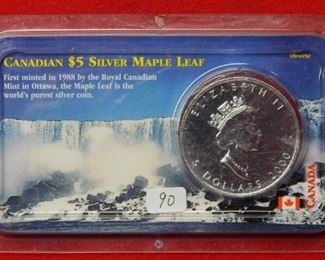 Obverse
CANADIAN $5 SILVER MAPLE LEAF
First minted in 1988 by the Royal Canadian
Mint in Ottawa, the Maple Leaf is the
world's purest silver coin.
ELIZABETH II
5 DOLLARS 2000
90
CANADA